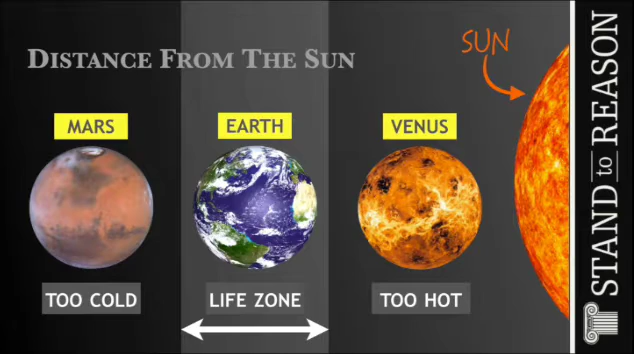 DISTANCE FROM THE SUN
SUN
MARS
EARTH
VENUS
TOO COLD
LIFE ZONE
TOO HOT
STAND to REASON